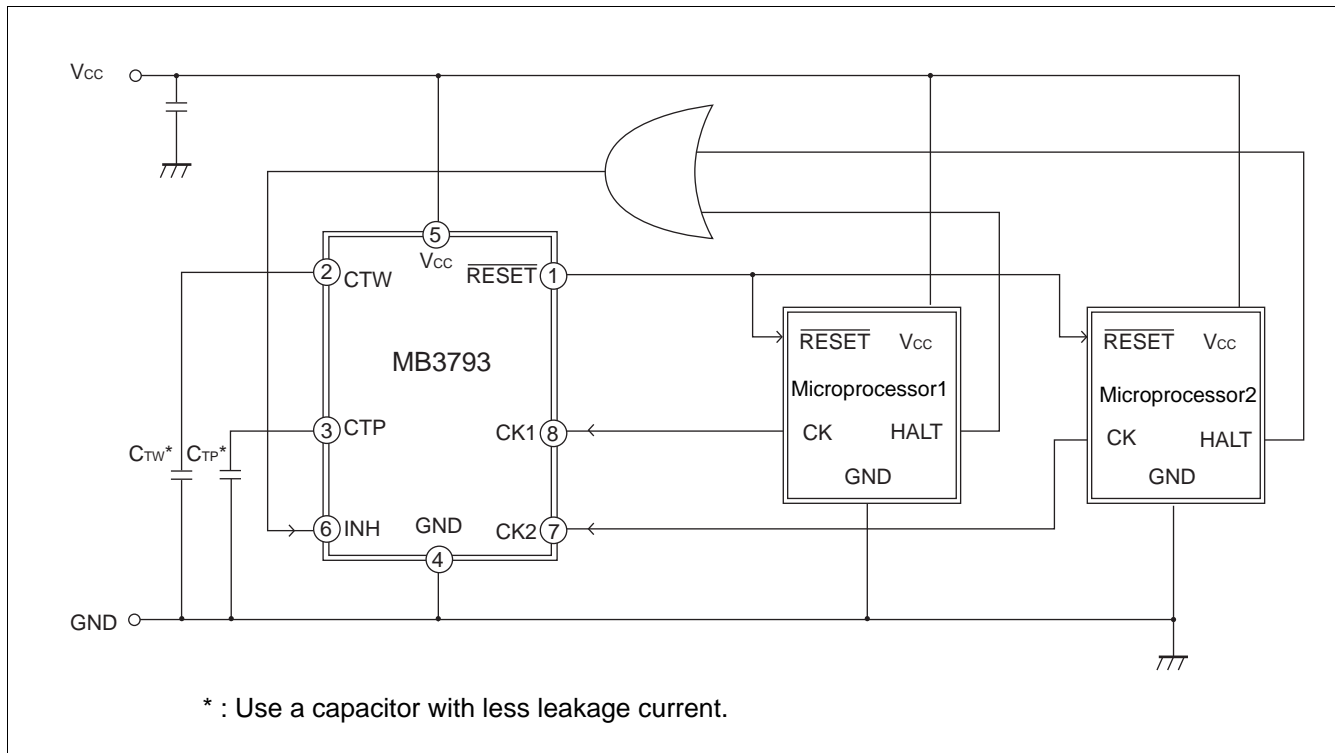 VCC
5
VCC
2
CTW
RESET
1
RESET VCC
RESET VCC
MB3793
Microprocessor1
Microprocessor2
3
CTP
CK1
8
CK HALT
CK HALT
CTW* CTP*
GND
GND
6
INH
GND
CK2
7
4
GND
* : Use a capacitor with less leakage current.